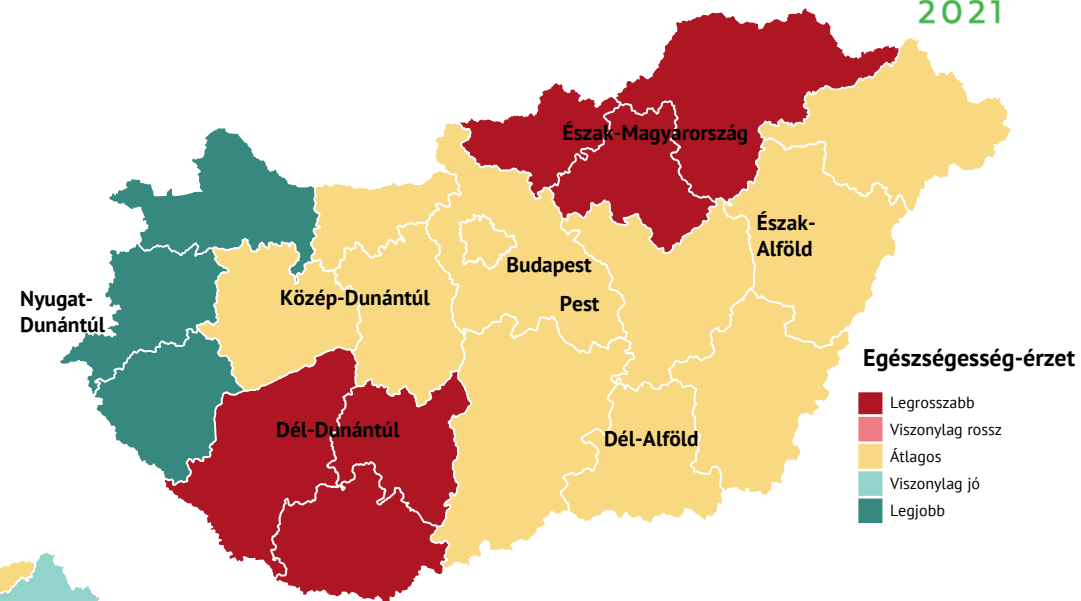 2021
Észak-Magyarország
Észak-
Alföld
Budapest
Nyugat-
Dunántúl
Közép-Dunántúl
Pest
Dél-Dunántúl
Dél-Alföld
Egészségesség-érzet
Legrosszabb
Viszonylag rossz
Átlagos
Viszonylag jó
Legjobb